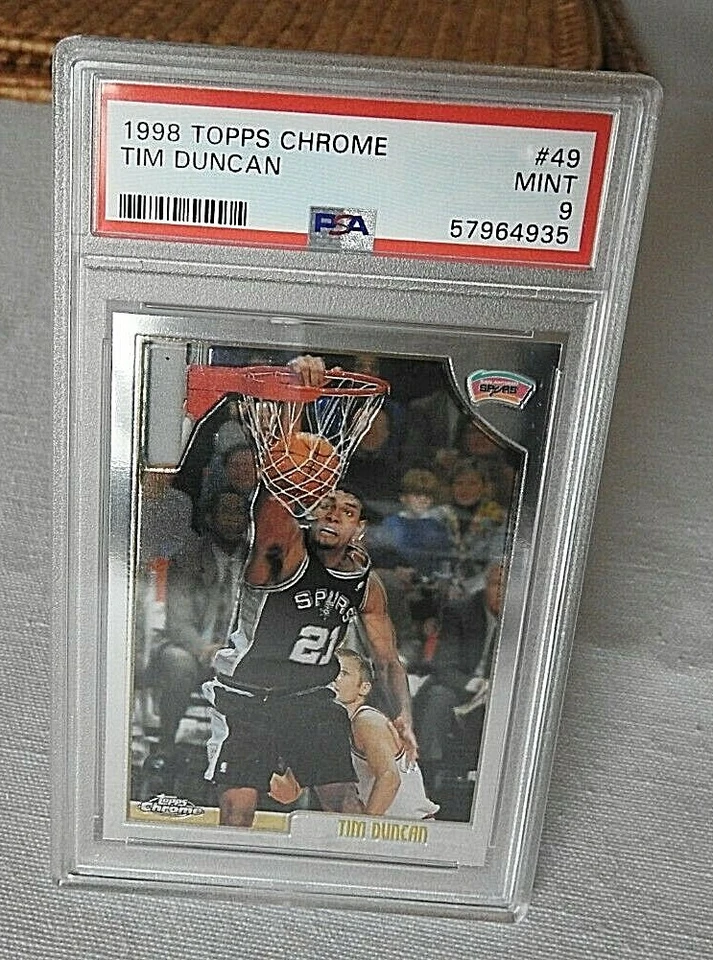 1998 TOPPS CHROME #49
TIM DUNCAN MINT
9
PSA 57964935
SPURS
SPURS
21
Topps
Chrome
TIM DUNCAN